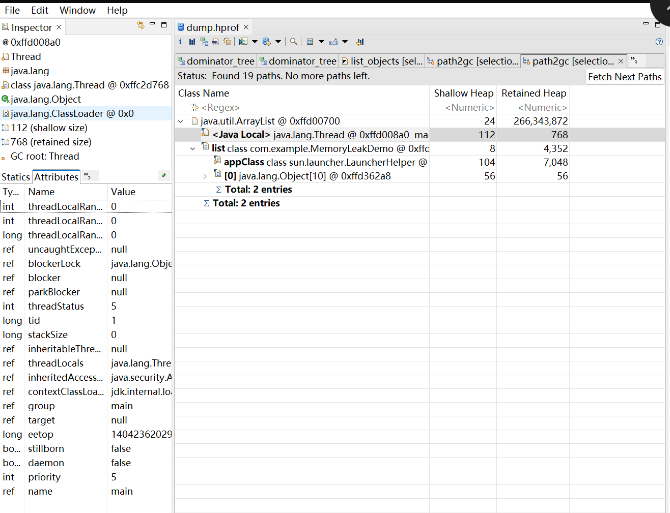 File Edit Window Help
Inspector
@ 0xffd008a0
Thread
java.lang
class java.lang.Thread @ 0xffc2d768
java.lang.Object
java.lang.ClassLoader @ 0x0
112 (shallow size)
768 (retained size)
GC root: Thread
Statics Attributes
Ty... Name Value
int threadLocalRan... 0
int threadLocalRan... 0
long threadLocalRan... 0
ref uncaughtExcep... null
ref blockerLock java.lang.Obje
ref blocker null
ref parkBlocker null
int threadStatus 5
long tid 1
long stackSize 0
ref inheritableThre... null
ref threadLocals java.lang.Thre
ref inheritedAccess... java.security.A
ref contextClassLoa... jdk.internal.loa
ref group main
ref target null
long eetop 14042362029
bo... stillborn false
bo... daemon false
int priority 5
ref name main
dump.hprof
dominator_tree dominator_tree list_objects [sel... path2gc [selectio... path2gc [selectio...
Status: Found 19 paths. No more paths left.
Fetch Next Paths
Class Name Shallow Heap Retained Heap
<Regex> <Numeric> <Numeric>
java.util.ArrayList @ 0xffd00700 24 266,343,872
<Java Local> java.lang.Thread @ 0xffd008a0 ma 112 768
list class com.example.MemoryLeakDemo @ 0xffc 8 4,352
appClass class sun.launcher.LauncherHelper @ 104 7,048
[0] java.lang.Object[10] @ 0xffd362a8 56 56
Σ Total: 2 entries
Σ Total: 2 entries